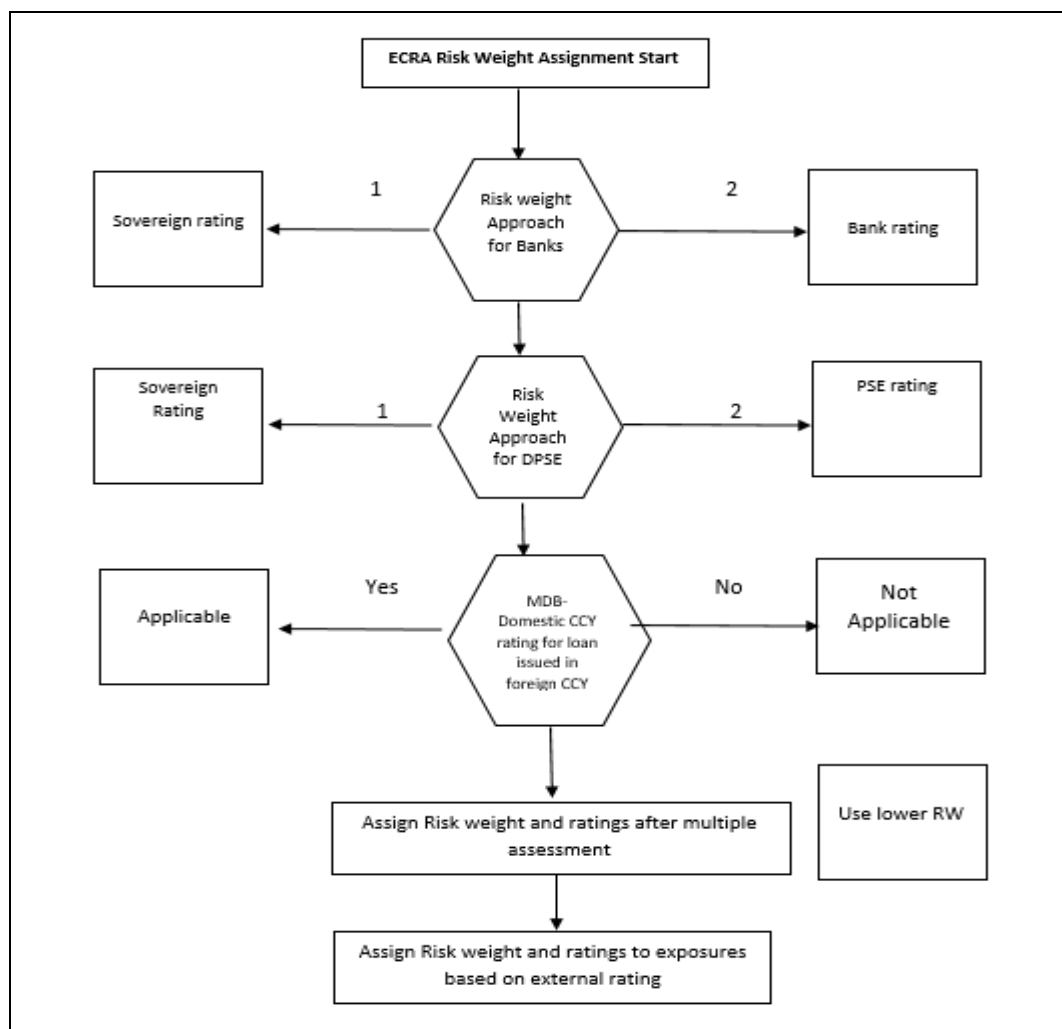 ECRA Risk Weight Assignment Start
1
2
Sovereign rating
Risk weight
Approach
for Banks
Bank rating
Sovereign
Rating
1
Risk
Weight
Approach
for DPSE
2
PSE rating
Applicable
Yes
MDB-
Domestic CCY
rating for loan
issued in
foreign CCY
No
Not
Applicable
Assign Risk weight and ratings after multiple
assessment
Use lower RW
Assign Risk weight and ratings to exposures
based on external rating